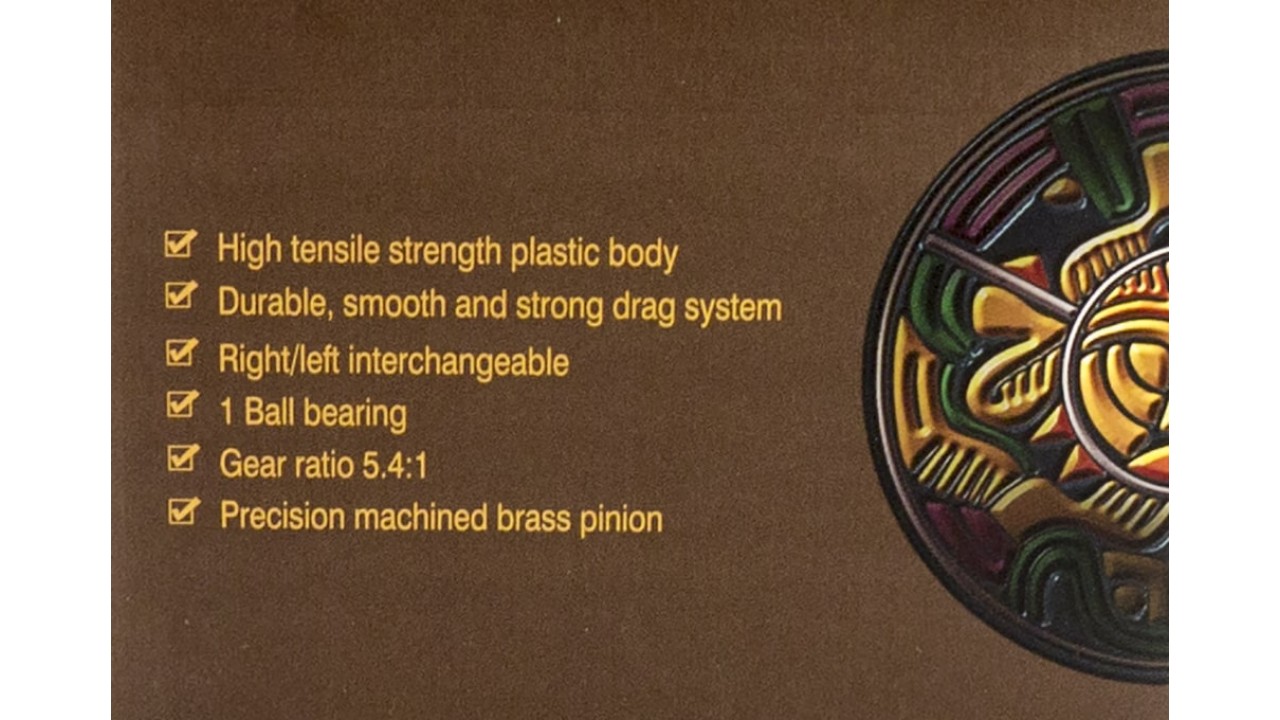 High tensile strength plastic body
Durable, smooth and strong drag system
Right/left interchangeable
1 Ball bearing
Gear ratio 5.4:1
Precision machined brass pinion